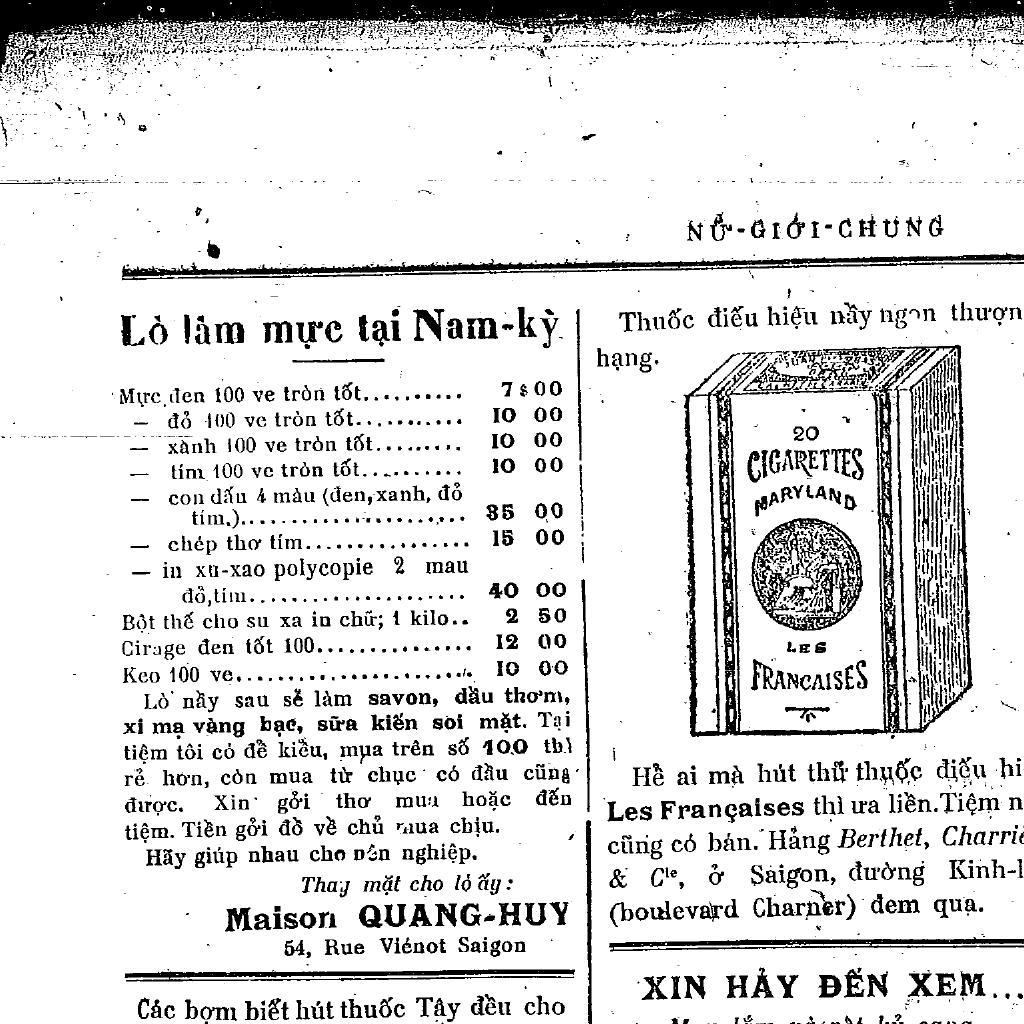 NỮ-GIỚI-CHUNG
Lò làm mực tại Nam-kỳ
Mực đen 100 ve tròn tốt.......... 7$00
— đỏ 100 ve tròn tốt........... 10 00
— xành 100 ve tròn tốt......... 10 00
— tím 100 ve tròn tốt.......... 10 00
— con dấu 4 màu (đen, xanh, đỏ
tím.)....................... 35 00
— chép thơ tím................ 15 00
— in xu-xao polycopie 2 mau
đỏ, tím..................... 40 00
Bột thế cho su xa in chữ; 1 kilo.. 2 50
Cirage đen tốt 100............... 12 00
Keo 100 ve....................... 10 00
Lò nầy sau sẽ làm savon, dầu thơm,
xi mạ vàng bạc, sữa kiến soi mặt. Tại
tiệm tôi có đề kiểu, mua trên số 100 thì
rẻ hơn, còn mua từ chục có đầu cũng
được. Xin gởi thơ mua hoặc đến
tiệm. Tiền gởi đồ về chủ mua chịu.
Hãy giúp nhau cho nên nghiệp.
Thay mặt cho lò ấy:
Maison QUANG-HUY
54, Rue Viénot Saigon
Các bợm biết hút thuốc Tây đều cho
Thuốc điếu hiệu nầy ngon thượn
hạng.
20
CIGARETTES
MARYLAND
LES
FRANCAISES
Hề ai mà hút thử thuốc điếu hi
Les Françaises thì ưa liền. Tiệm n
cũng có bán. Hảng Berthet, Charrie
& Cie, ở Saigon, đường Kinh-l
(boulevard Charner) đem qua.
XIN HẢY ĐẾN XEM...